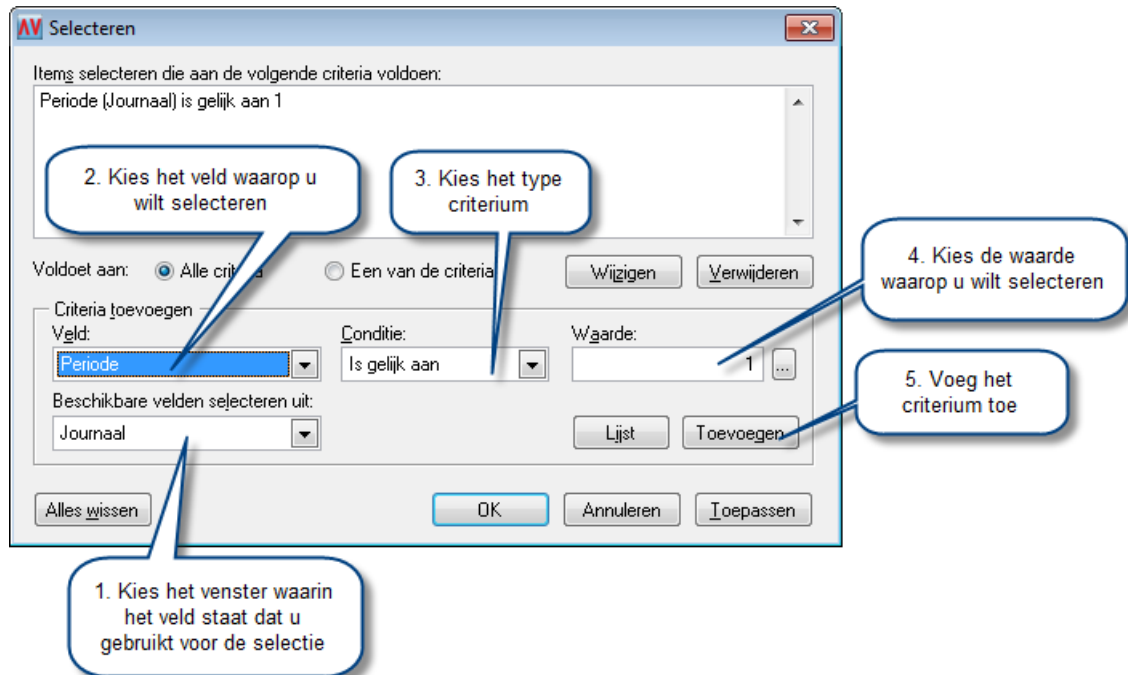 AV Selecteren
Items selecteren die aan de volgende criteria voldoen:
Periode (Journaal) is gelijk aan 1
2. Kies het veld waarop u
wilt selecteren
3. Kies het type
criterium
Voldoet aan: Alle criteria Een van de criteria Wijzigen Verwijderen
4. Kies de waarde
waarop u wilt selecteren
Criteria toevoegen
Veld: Conditie: Waarde:
Periode Is gelijk aan 1 ...
5. Voeg het
criterium toe
Beschikbare velden selecteren uit:
Journaal Lijst Toevoegen
Alles wissen OK Annuleren Toepassen
1. Kies het venster waarin
het veld staat dat u
gebruikt voor de selectie